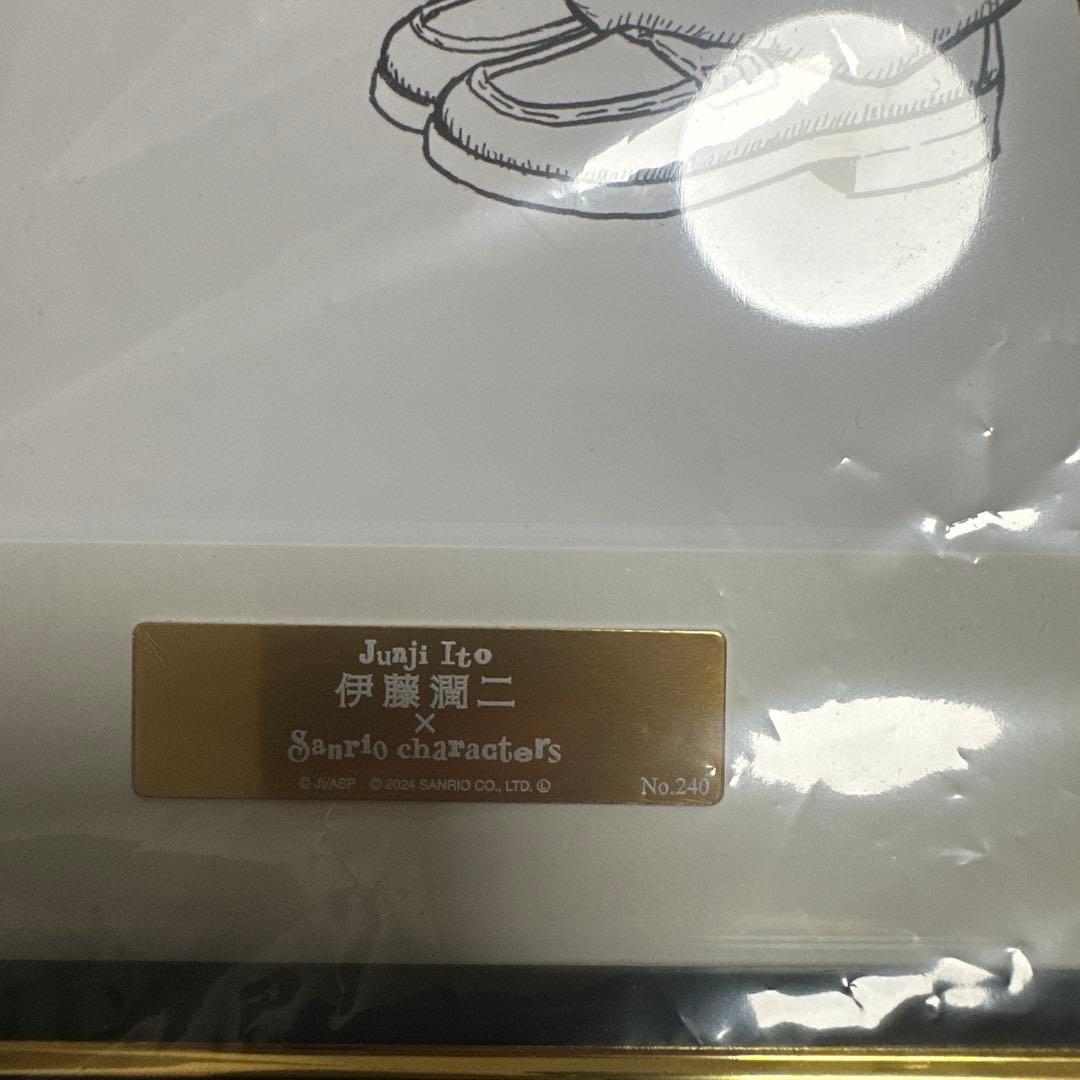 Junji Ito
伊藤潤二
×
Sanrio characters
© JI/ASP © 2024 SANRIO CO., LTD. Ⓛ
No.240